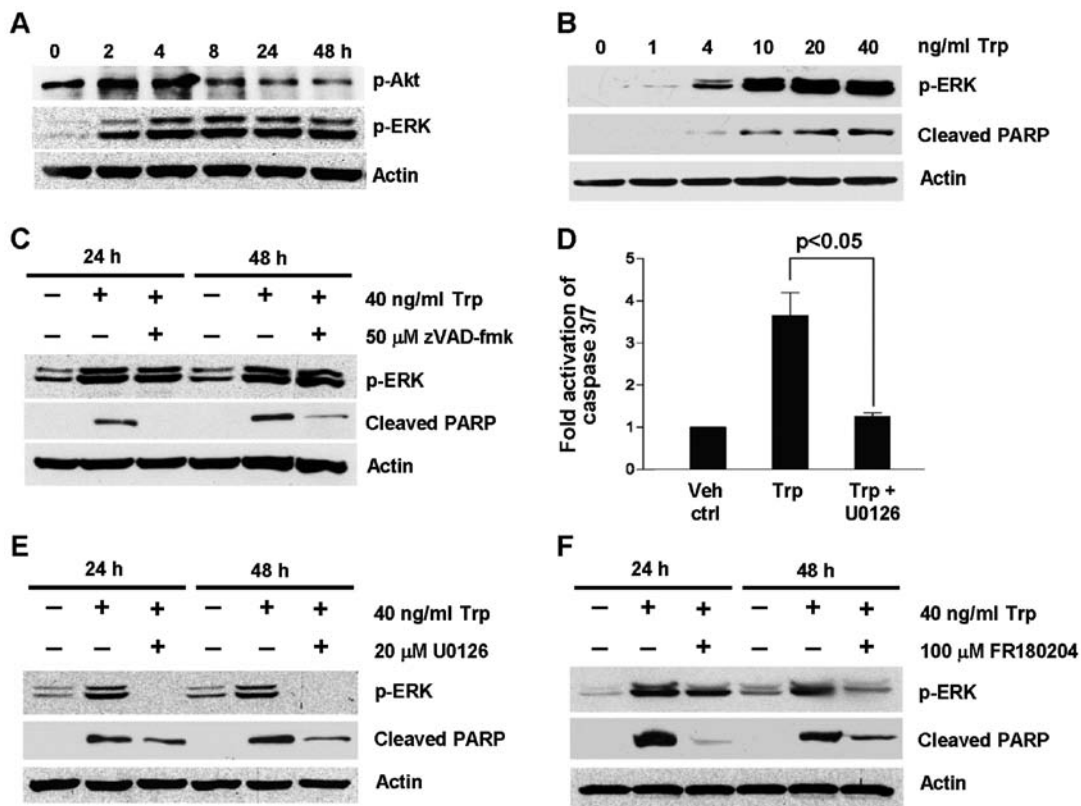 A
0 2 4 8 24 48 h
p-Akt
p-ERK
Actin
B
0 1 4 10 20 40 ng/ml Trp
p-ERK
Cleaved PARP
Actin
C
24 h 48 h
− + + − + + 40 ng/ml Trp
− − + − − + 50 μM zVAD-fmk
p-ERK
Cleaved PARP
Actin
D
p<0.05
Fold activation of
caspase 3/7
5
4
3
2
1
0
Veh
ctrl
Trp
Trp +
U0126
E
24 h 48 h
− + + − + + 40 ng/ml Trp
− − + − − + 20 μM U0126
p-ERK
Cleaved PARP
Actin
F
24 h 48 h
− + + − + + 40 ng/ml Trp
− − + − − + 100 μM FR180204
p-ERK
Cleaved PARP
Actin